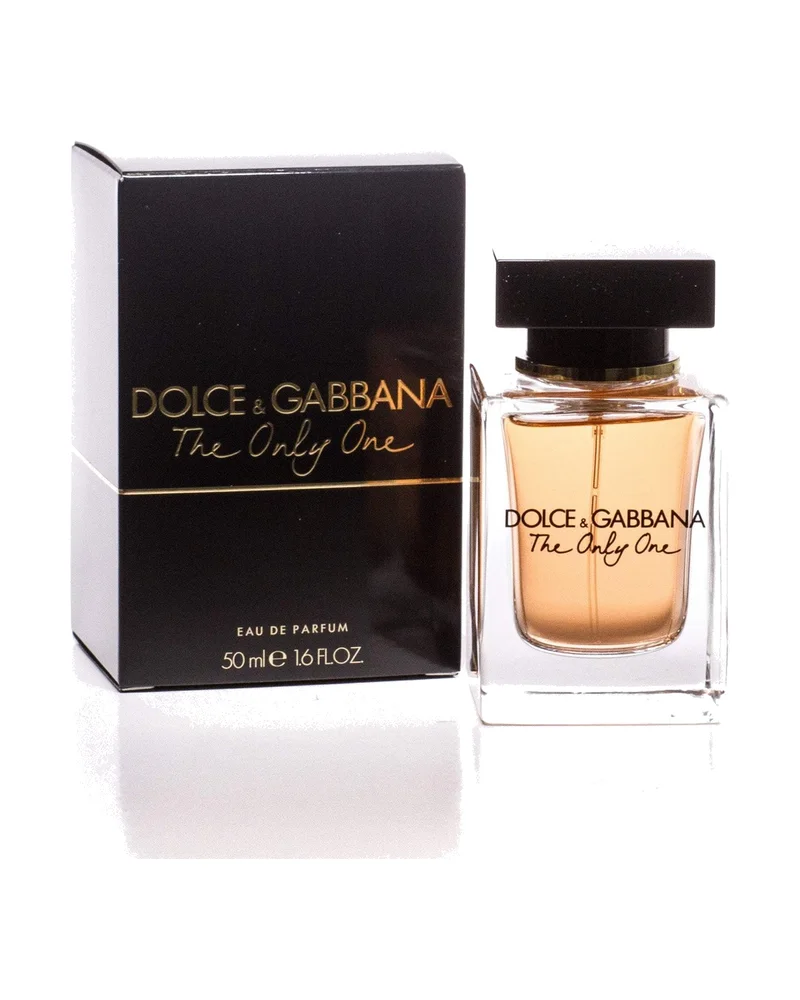 DOLCE & GABBANA
The Only One
EAU DE PARFUM
50 ml ℮ 1.6 FL.OZ.
DOLCE & GABBANA
The Only One